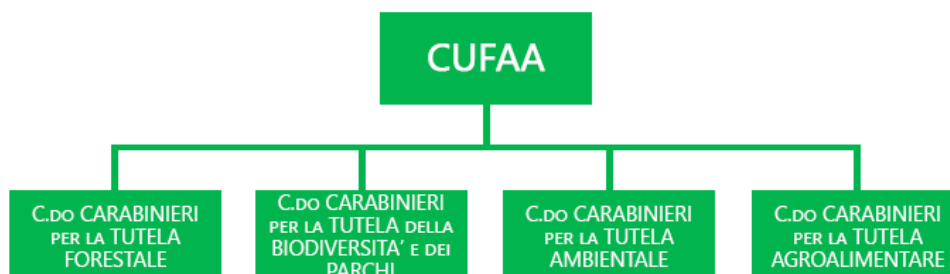 CUFAA
C.DO CARABINIERI
PER LA TUTELA
FORESTALE
C.DO CARABINIERI
PER LA TUTELA DELLA
BIODIVERSITA' E DEI
PARCHI
C.DO CARABINIERI
PER LA TUTELA
AMBIENTALE
C.DO CARABINIERI
PER LA TUTELA
AGROALIMENTARE